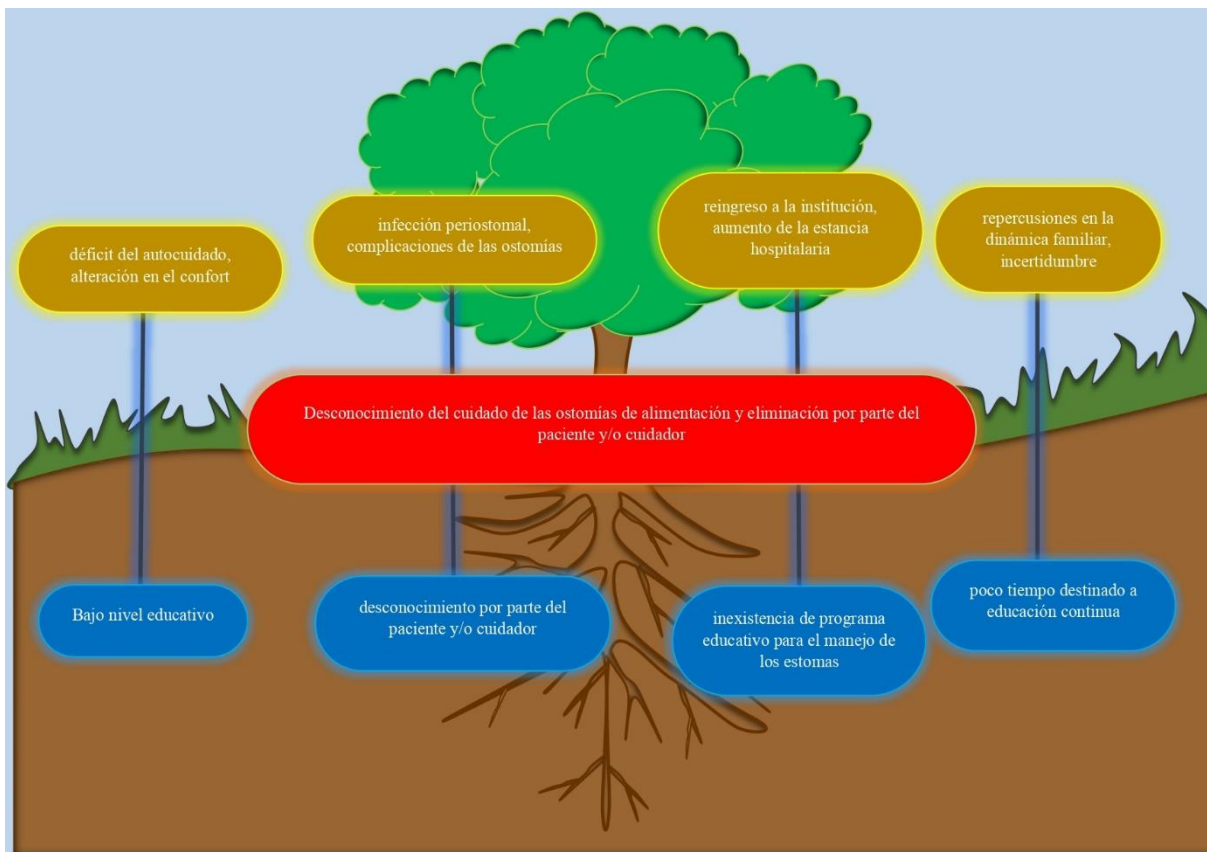 déficit del autocuidado,
alteración en el confort
infección periostomal,
complicaciones de las ostomías
reingreso a la institución,
aumento de la estancia
hospitalaria
repercusiones en la
dinámica familiar,
incertidumbre
Desconocimiento del cuidado de las ostomías de alimentación y eliminación por parte del
paciente y/o cuidador
Bajo nivel educativo
desconocimiento por parte del
paciente y/o cuidador
inexistencia de programa
educativo para el manejo de
los estomas
poco tiempo destinado a
educación continua